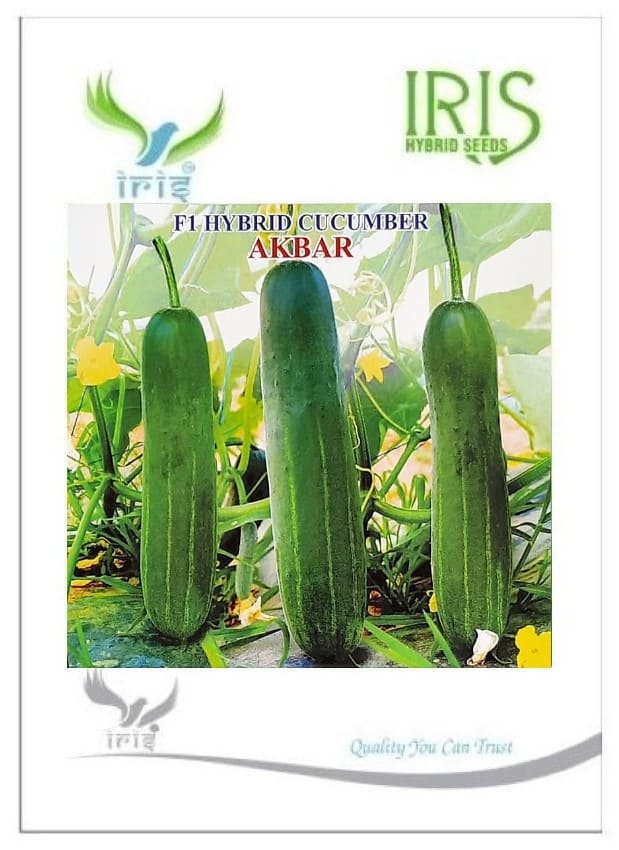 iris
IRIS
HYBRID SEEDS
F1 HYBRID CUCUMBER
AKBAR
iris
Quality You Can Trust